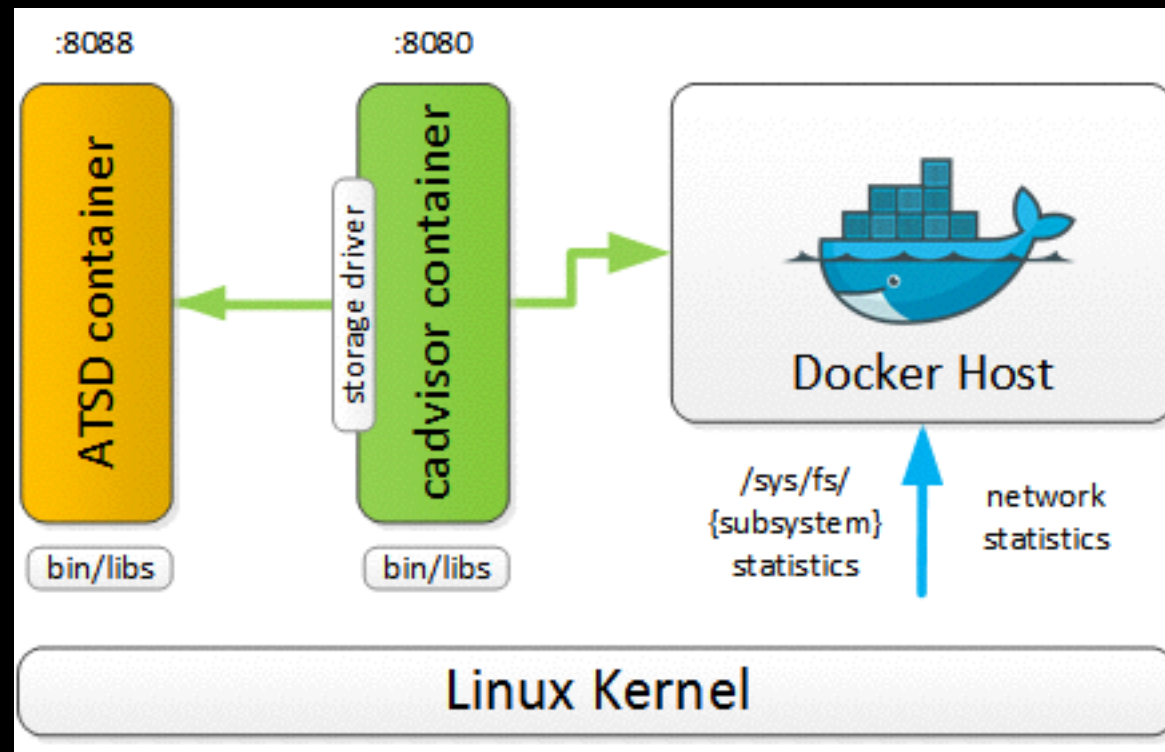 :8088
:8080
ATSD container
storage driver
cadvisor container
Docker Host
/sys/fs/
{subsystem}
statistics
network
statistics
bin/libs
bin/libs
Linux Kernel